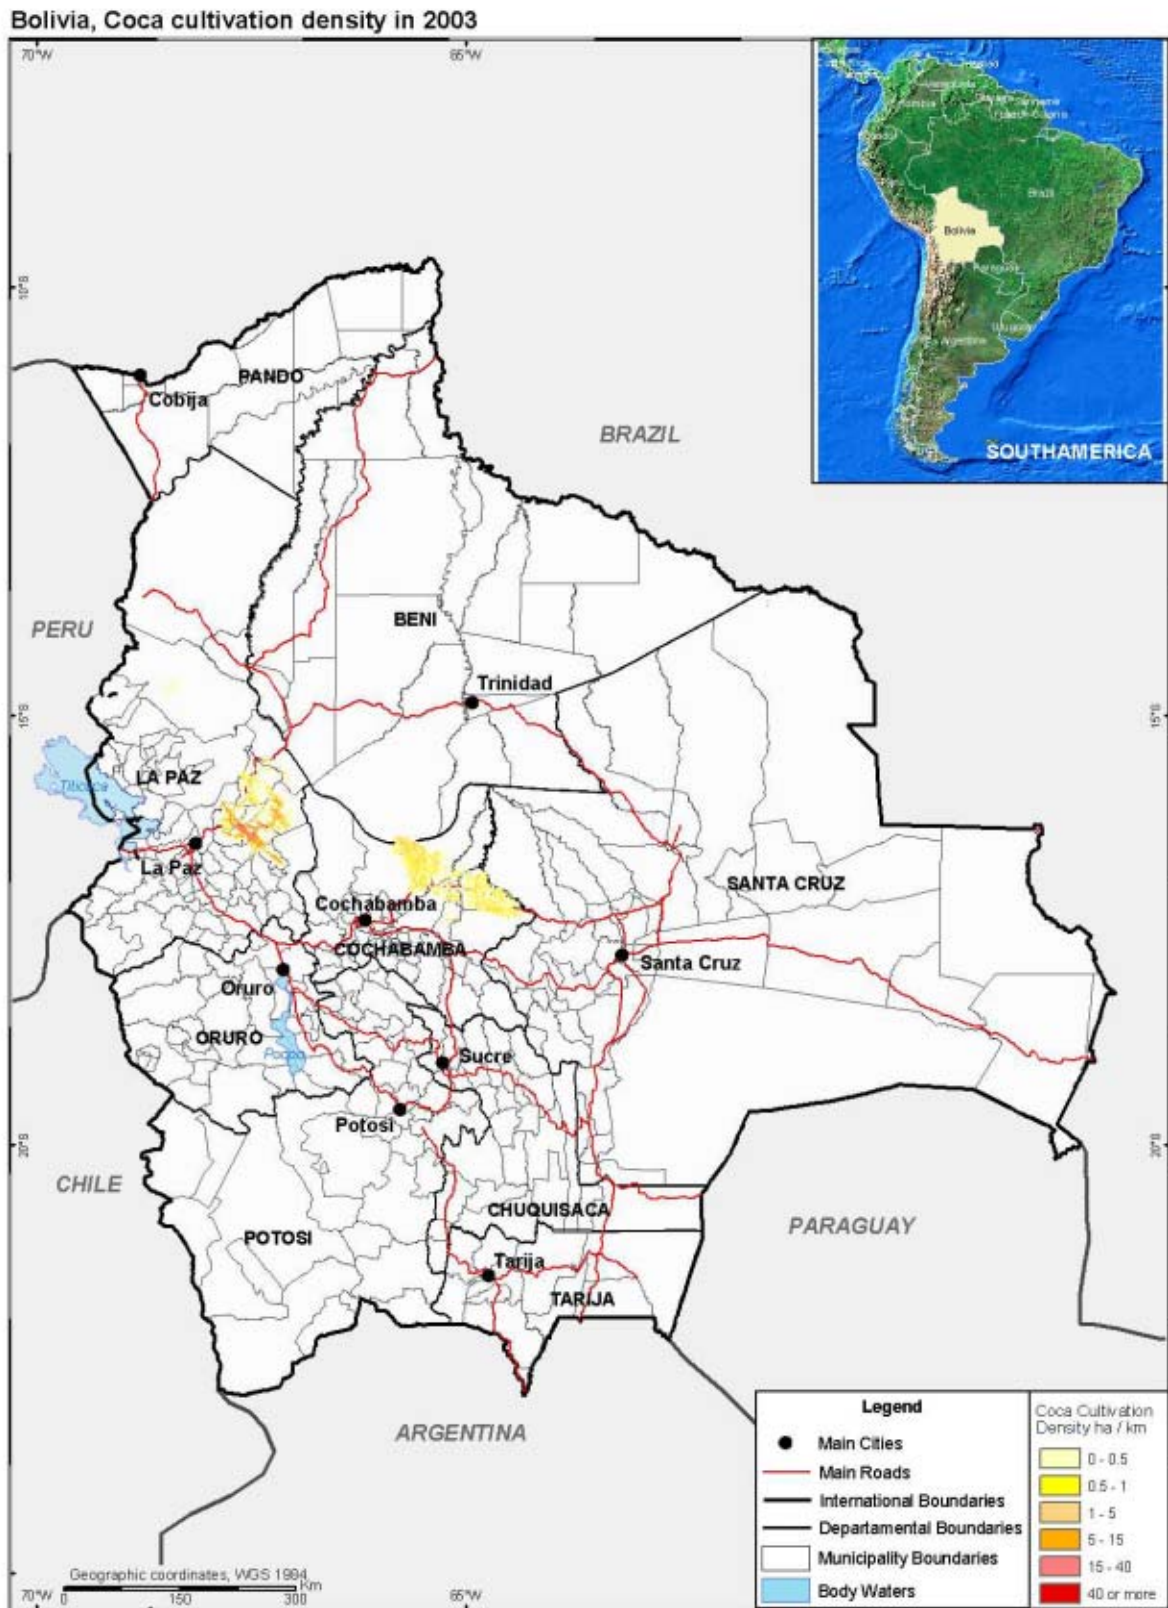 Bolivia, Coca cultivation density in 2003
70°W
65°W
Venezuela
Brazil
Bolivia
Paraguay
Uruguay
Argentina
SOUTHAMERICA
10°S
10°S
PANDO
Cobija
BRAZIL
PERU
BENI
Trinidad
15°S
15°S
LA PAZ
Titicaca
La Paz
SANTA CRUZ
Cochabamba
COCHABAMBA
Santa Cruz
Oruro
ORURO
Poopo
Sucre
Potosi
20°S
20°S
CHILE
CHUQUISACA
PARAGUAY
POTOSI
Tarija
TARIJA
ARGENTINA
Legend
Main Cities
Main Roads
International Boundaries
Departamental Boundaries
Municipality Boundaries
Body Waters
Coca Cultivation
Density ha / km
0 - 0.5
0.5 - 1
1 - 5
5 - 15
15 - 40
40 or more
Geographic coordinates, WGS 1984
Km
0 150 300
70°W
65°W